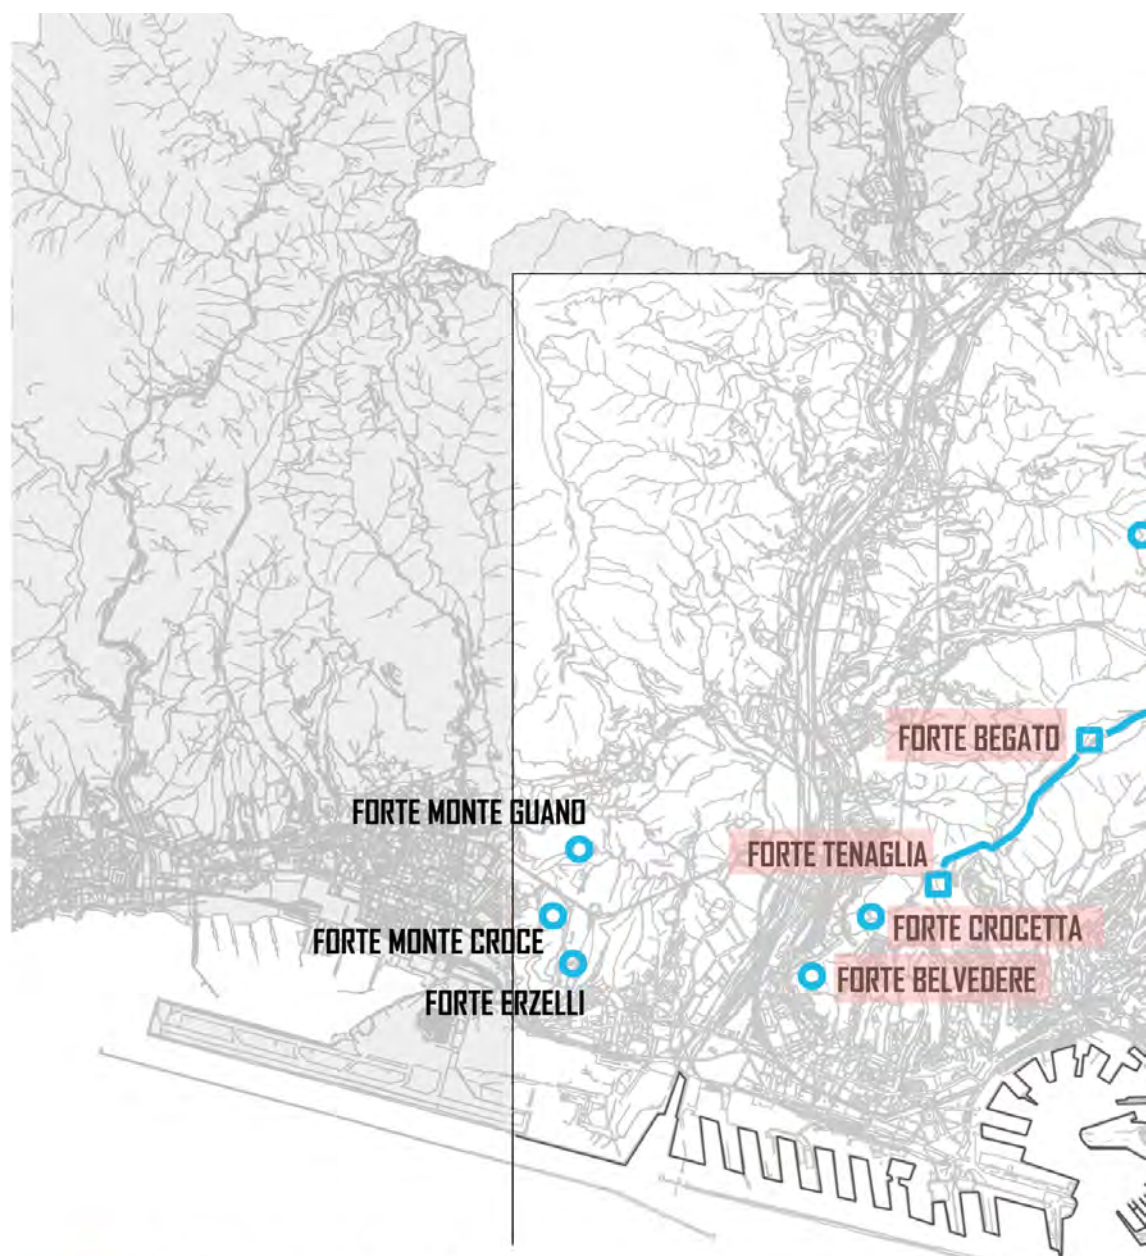 FORTE BEGATO
FORTE MONTE GUANO
FORTE TENAGLIA
FORTE CROCETTA
FORTE MONTE CROCE
FORTE BELVEDERE
FORTE ERZELLI